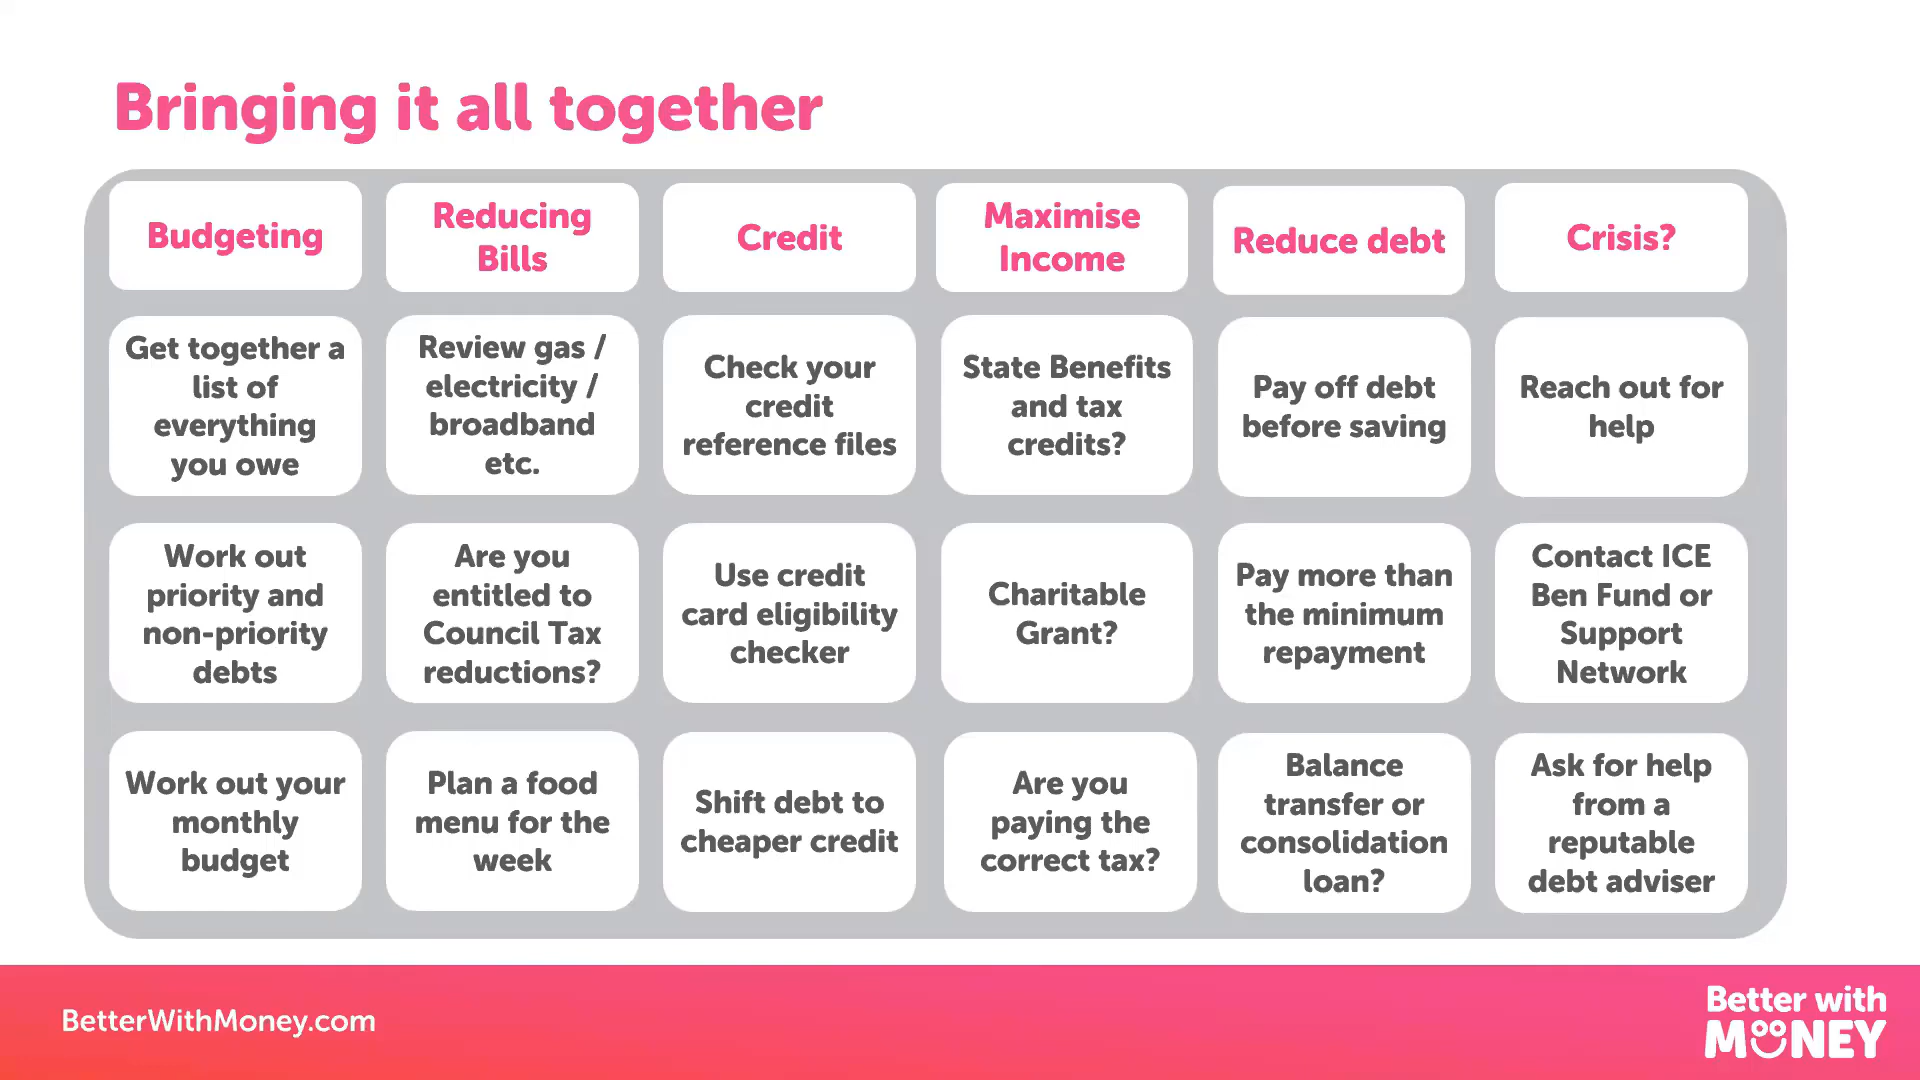 Bringing it all together
Budgeting
Reducing
Bills
Credit
Maximise
Income
Reduce debt
Crisis?
Get together a
list of
everything
you owe
Review gas /
electricity /
broadband
etc.
Check your
credit
reference files
State Benefits
and tax
credits?
Pay off debt
before saving
Reach out for
help
Work out
priority and
non-priority
debts
Are you
entitled to
Council Tax
reductions?
Use credit
card eligibility
checker
Charitable
Grant?
Pay more than
the minimum
repayment
Contact ICE
Ben Fund or
Support
Network
Work out your
monthly
budget
Plan a food
menu for the
week
Shift debt to
cheaper credit
Are you
paying the
correct tax?
Balance
transfer or
consolidation
loan?
Ask for help
from a
reputable
debt adviser
BetterWithMoney.com
Better with
MONEY